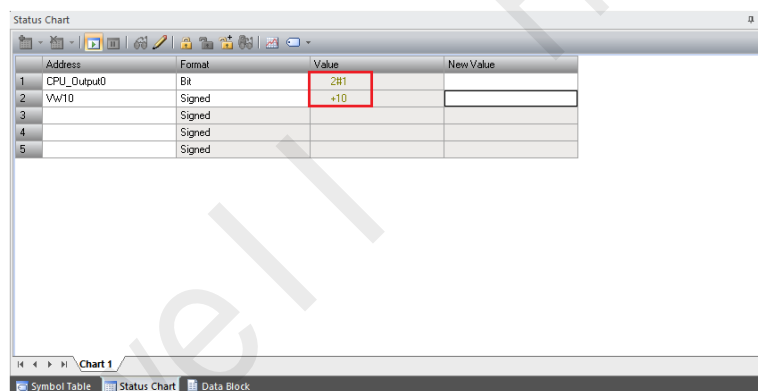 Status Chart
Address Format Value New Value
1 CPU_Output0 Bit 2#1
2 VW10 Signed +10
3 Signed
4 Signed
5 Signed
Chart 1
Symbol Table Status Chart Data Block